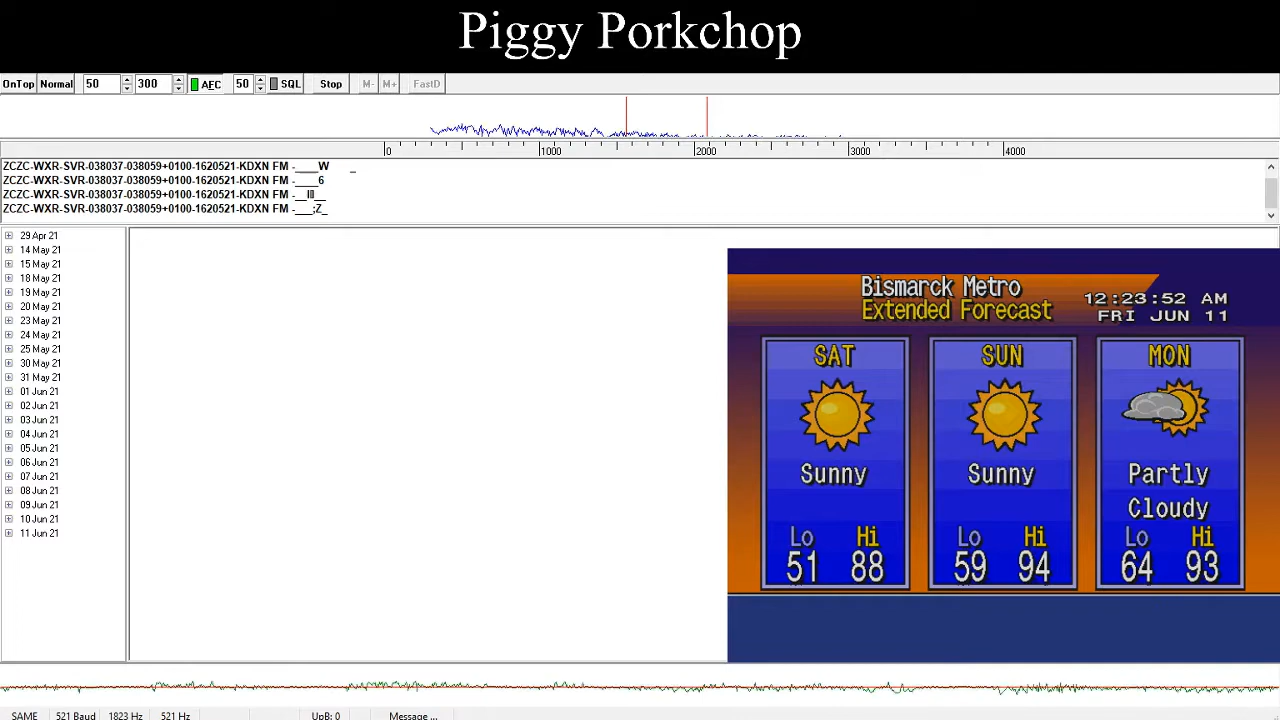 Piggy Porkchop
OnTop Normal 50 300 AFC 50 SQL Stop M- M+ FastD
0 1000 2000 3000 4000
ZCZC-WXR-SVR-038037-038059+0100-1620521-KDXN FM -____W _
ZCZC-WXR-SVR-038037-038059+0100-1620521-KDXN FM -____6
ZCZC-WXR-SVR-038037-038059+0100-1620521-KDXN FM -__
ZCZC-WXR-SVR-038037-038059+0100-1620521-KDXN FM -___;Z_
29 Apr 21
14 May 21
15 May 21
18 May 21
19 May 21
20 May 21
23 May 21
24 May 21
25 May 21
30 May 21
31 May 21
01 Jun 21
02 Jun 21
03 Jun 21
04 Jun 21
05 Jun 21
06 Jun 21
07 Jun 21
08 Jun 21
09 Jun 21
10 Jun 21
11 Jun 21
Bismarck Metro
Extended Forecast
12:23:52 AM
FRI JUN 11
SAT SUN MON
Sunny Sunny Partly
Cloudy
Lo Hi Lo Hi Lo Hi
51 88 59 94 64 93
SAME 521 Baud 1823 Hz 521 Hz UpB: 0 Message ...